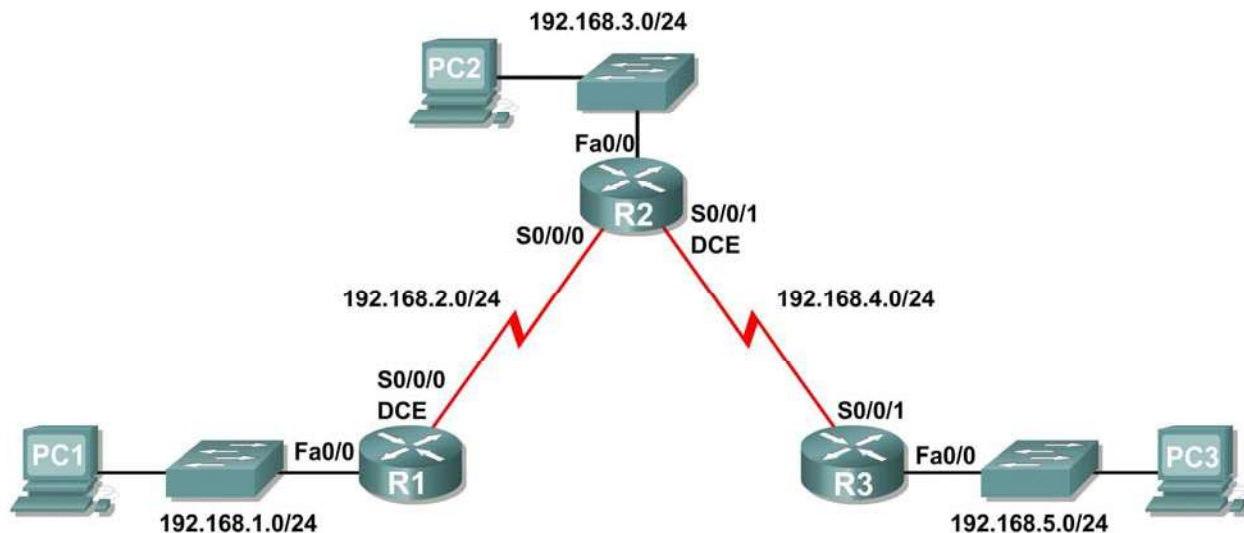 192.168.3.0/24
PC2
Fa0/0
R2
S0/0/0
S0/0/1
DCE
192.168.2.0/24
192.168.4.0/24
S0/0/0
DCE
S0/0/1
PC1
Fa0/0
R1
R3
Fa0/0
PC3
192.168.1.0/24
192.168.5.0/24